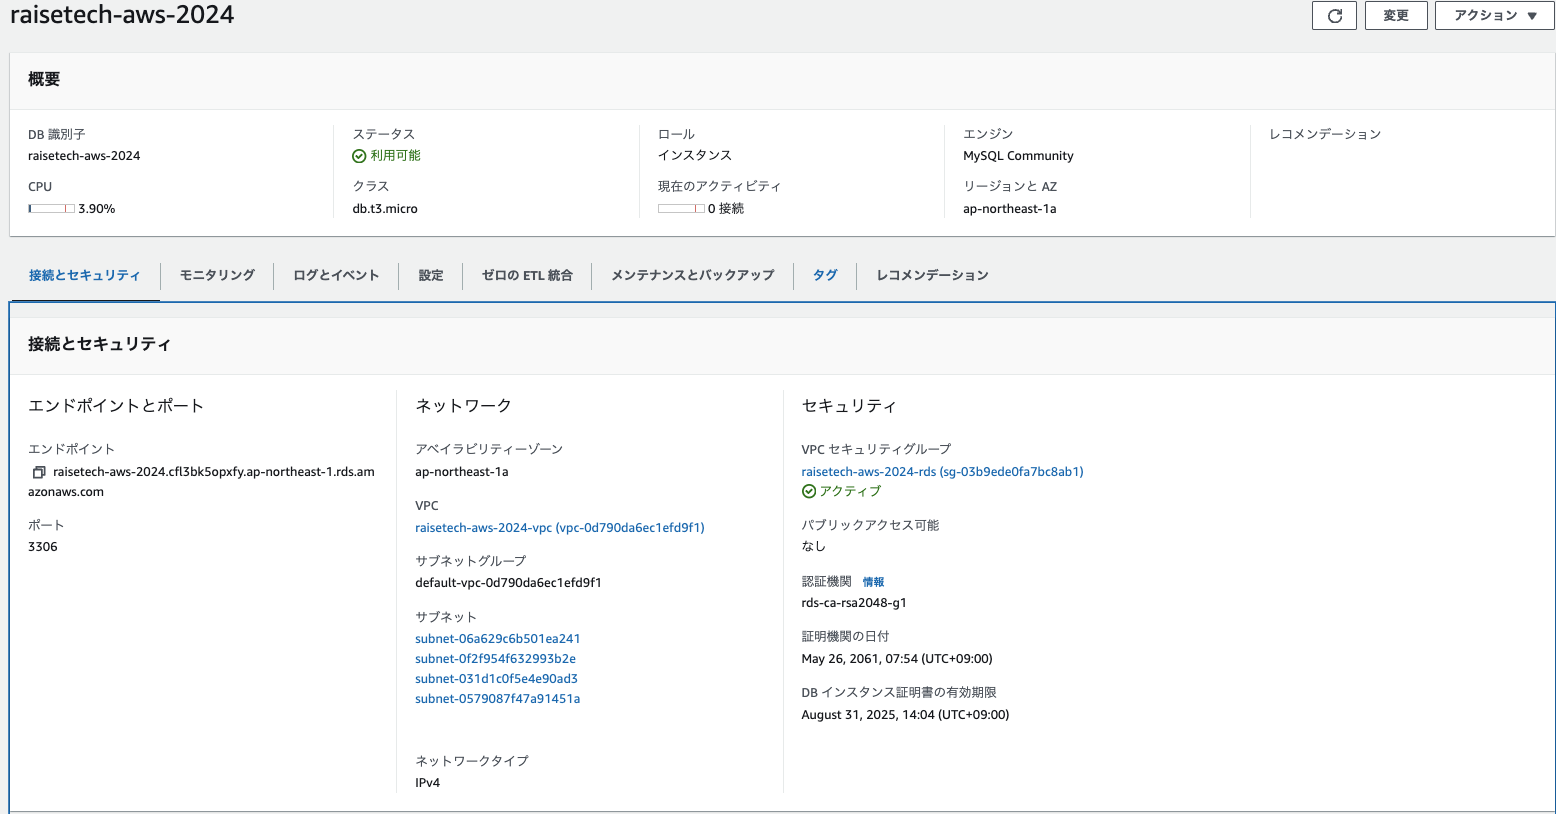 raisetech-aws-2024
変更
アクション
概要
DB 識別子
raisetech-aws-2024
CPU
3.90%
ステータス
利用可能
クラス
db.t3.micro
ロール
インスタンス
現在のアクティビティ
0 接続
エンジン
MySQL Community
リージョンと AZ
ap-northeast-1a
レコメンデーション
接続とセキュリティ
モニタリング
ログとイベント
設定
ゼロの ETL 統合
メンテナンスとバックアップ
タグ
レコメンデーション
接続とセキュリティ
エンドポイントとポート
エンドポイント
raisetech-aws-2024.cfl3bk5opxfy.ap-northeast-1.rds.am
azonaws.com
ポート
3306
ネットワーク
アベイラビリティーゾーン
ap-northeast-1a
VPC
raisetech-aws-2024-vpc (vpc-0d790da6ec1efd9f1)
サブネットグループ
default-vpc-0d790da6ec1efd9f1
サブネット
subnet-06a629c6b501ea241
subnet-0f2f954f632993b2e
subnet-031d1c0f5e4e90ad3
subnet-0579087f47a91451a
ネットワークタイプ
IPv4
セキュリティ
VPC セキュリティグループ
raisetech-aws-2024-rds (sg-03b9ede0fa7bc8ab1)
アクティブ
パブリックアクセス可能
なし
認証機関 情報
rds-ca-rsa2048-g1
証明機関の日付
May 26, 2061, 07:54 (UTC+09:00)
DB インスタンス証明書の有効期限
August 31, 2025, 14:04 (UTC+09:00)